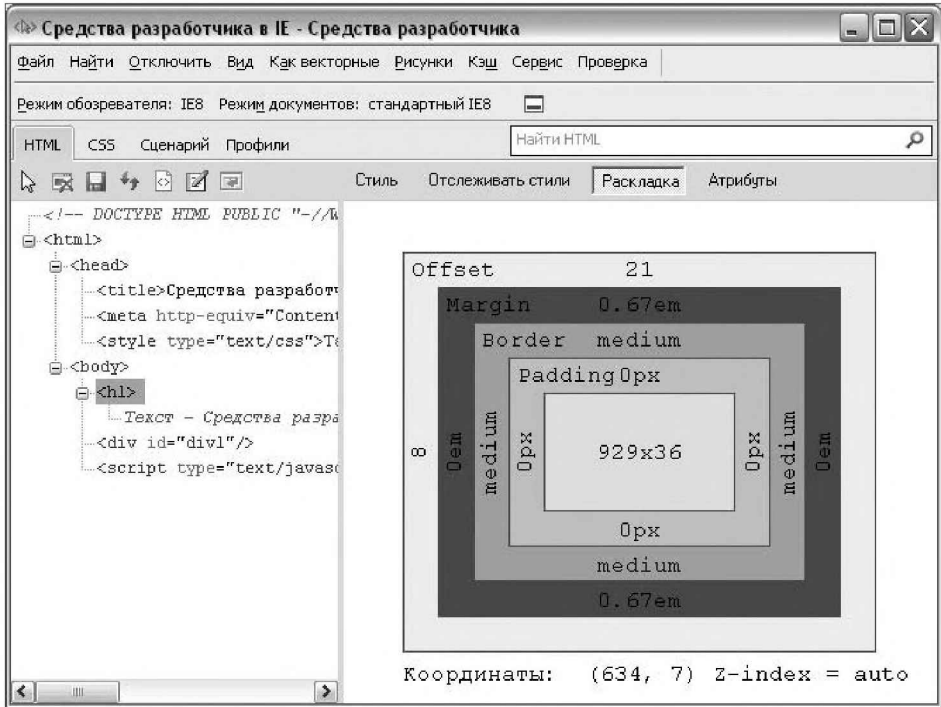 Средства разработчика в IE - Средства разработчика
Файл Найти Отключить Вид Как векторные Рисунки Кэш Сервис Проверка
Режим обозревателя: IE8 Режим документов: стандартный IE8
HTML CSS Сценарий Профили Найти HTML
Стиль Отслеживать стили Раскладка Атрибуты
<!-- DOCTYPE HTML PUBLIC "-//W
<html>
<head>
<title>Средства разработч
<meta http-equiv="Content
<style type="text/css">Te
<body>
<h1>
Текст - Средства разра
<div id="div1"/>
<script type="text/javasc
Offset 21
Margin 0.67em
Border medium
Padding 0px
8 0em medium 0px 929x36 0px medium 0em
0px
medium
0.67em
Координаты: (634, 7) Z-index = auto